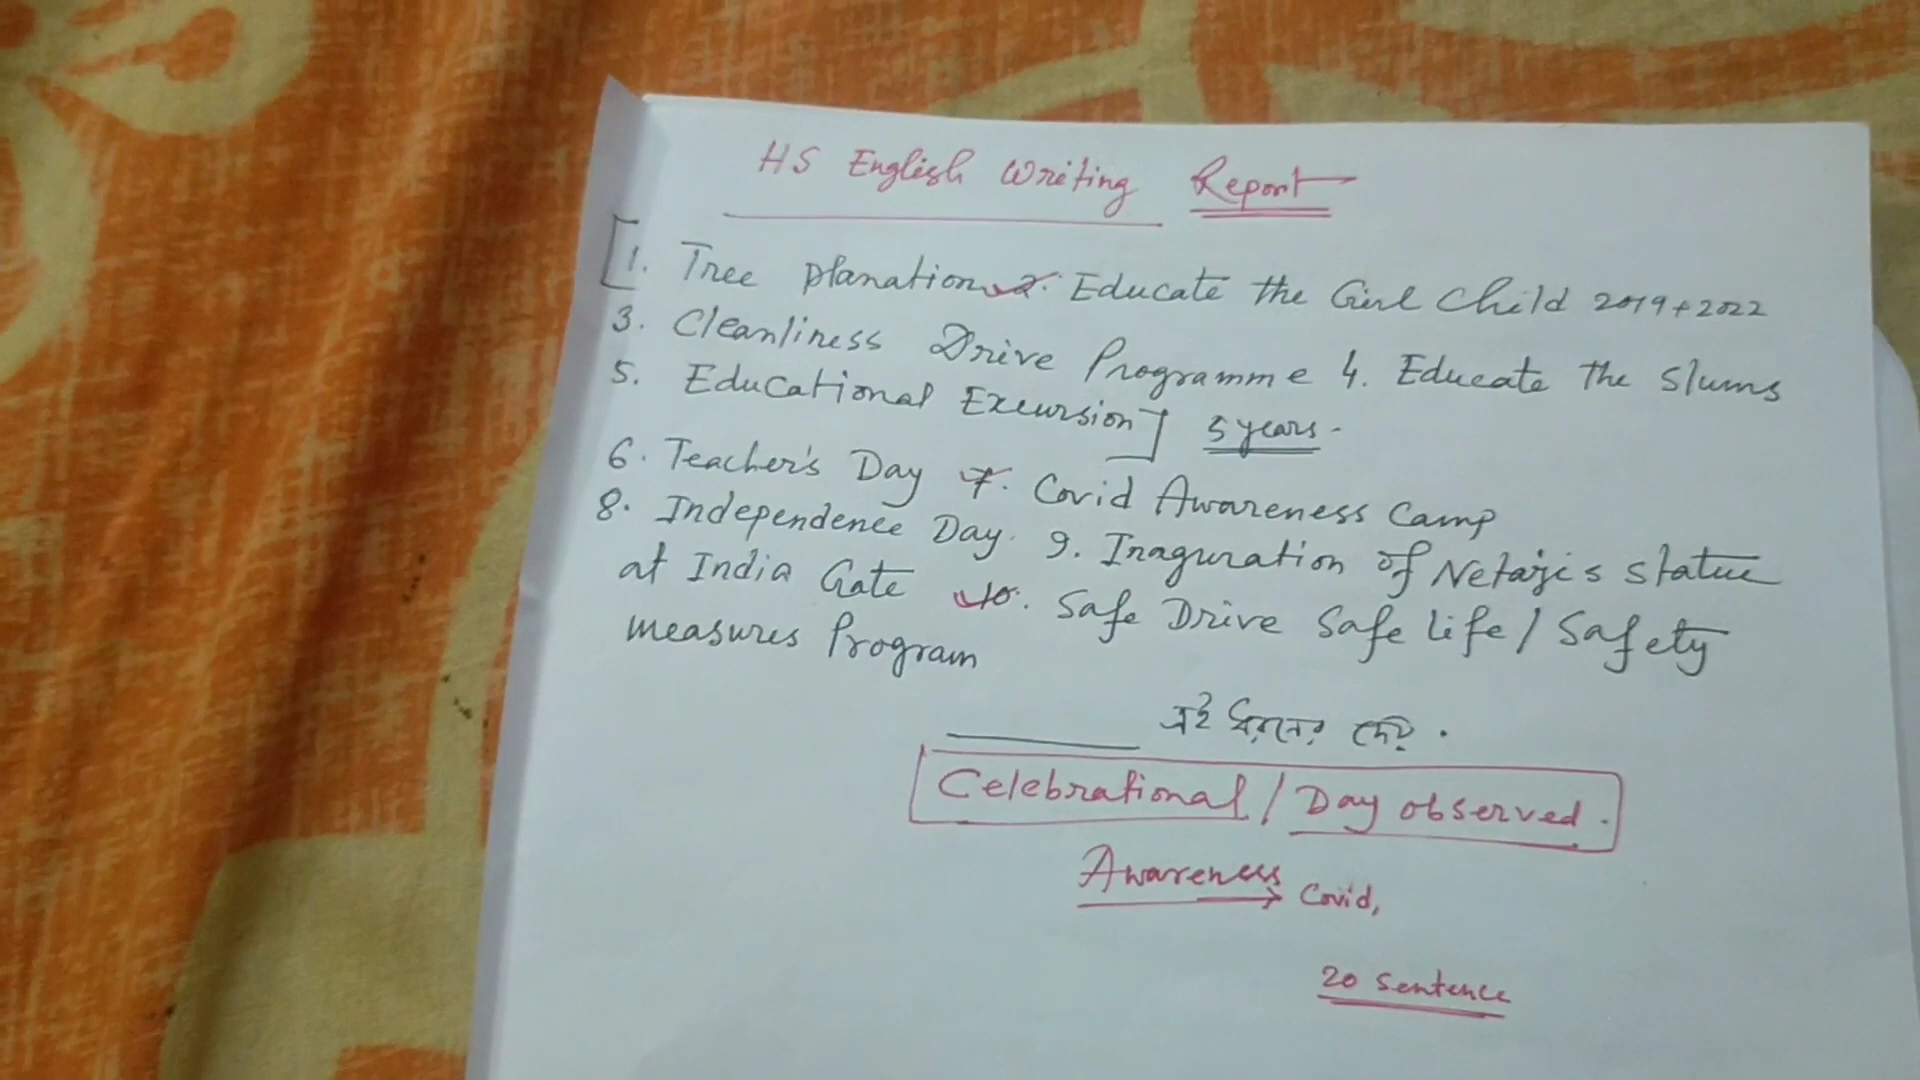 HS English Writing Report
1. Tree planation 2. Educate the Girl Child 2019+2022
3. Cleanliness Drive Programme 4. Educate the Slums
5. Educational Excursion] 5 years.
6. Teacher's Day 7. Covid Awareness Camp
8. Independence Day. 9. Inaguration of Netaji's statue
at India Gate 10. Safe Drive Safe life / Safety
measures Program
এই ধরনের দেয়.
Celebrational / Day observed.
Awareness → Covid,
20 sentence